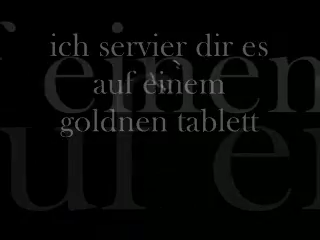 ich servier dir es
auf einem
goldnen tablett